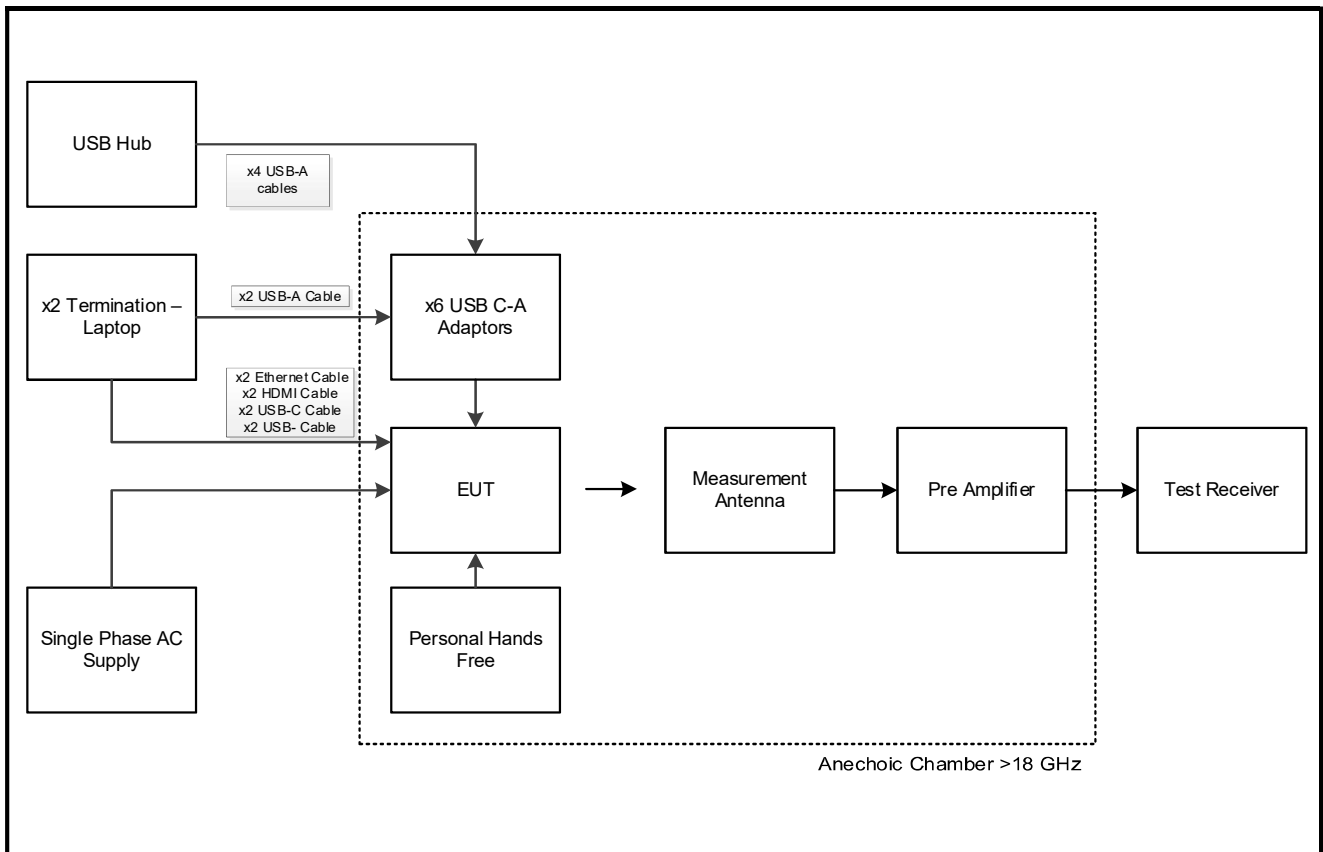 USB Hub
x4 USB-A
cables
x2 Termination –
Laptop
x2 USB-A Cable
x6 USB C-A
Adaptors
x2 Ethernet Cable
x2 HDMI Cable
x2 USB-C Cable
x2 USB- Cable
EUT
Measurement
Antenna
Pre Amplifier
Test Receiver
Single Phase AC
Supply
Personal Hands
Free
Anechoic Chamber >18 GHz